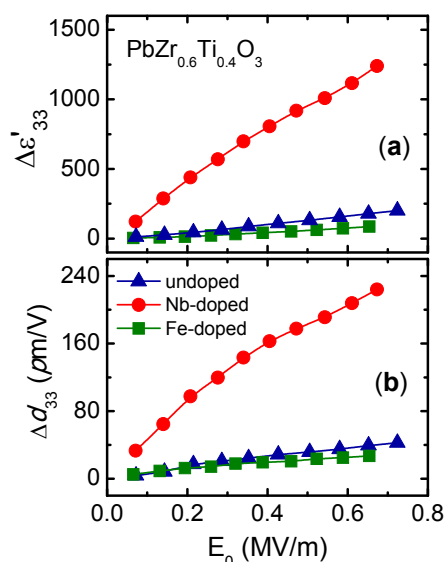 PbZr0.6Ti0.4O3
1500
1000
500
0
Δε'33
(a)
240
160
80
0
Δd33 (pm/V)
undoped
Nb-doped
Fe-doped
(b)
0.0 0.2 0.4 0.6 0.8
E0 (MV/m)